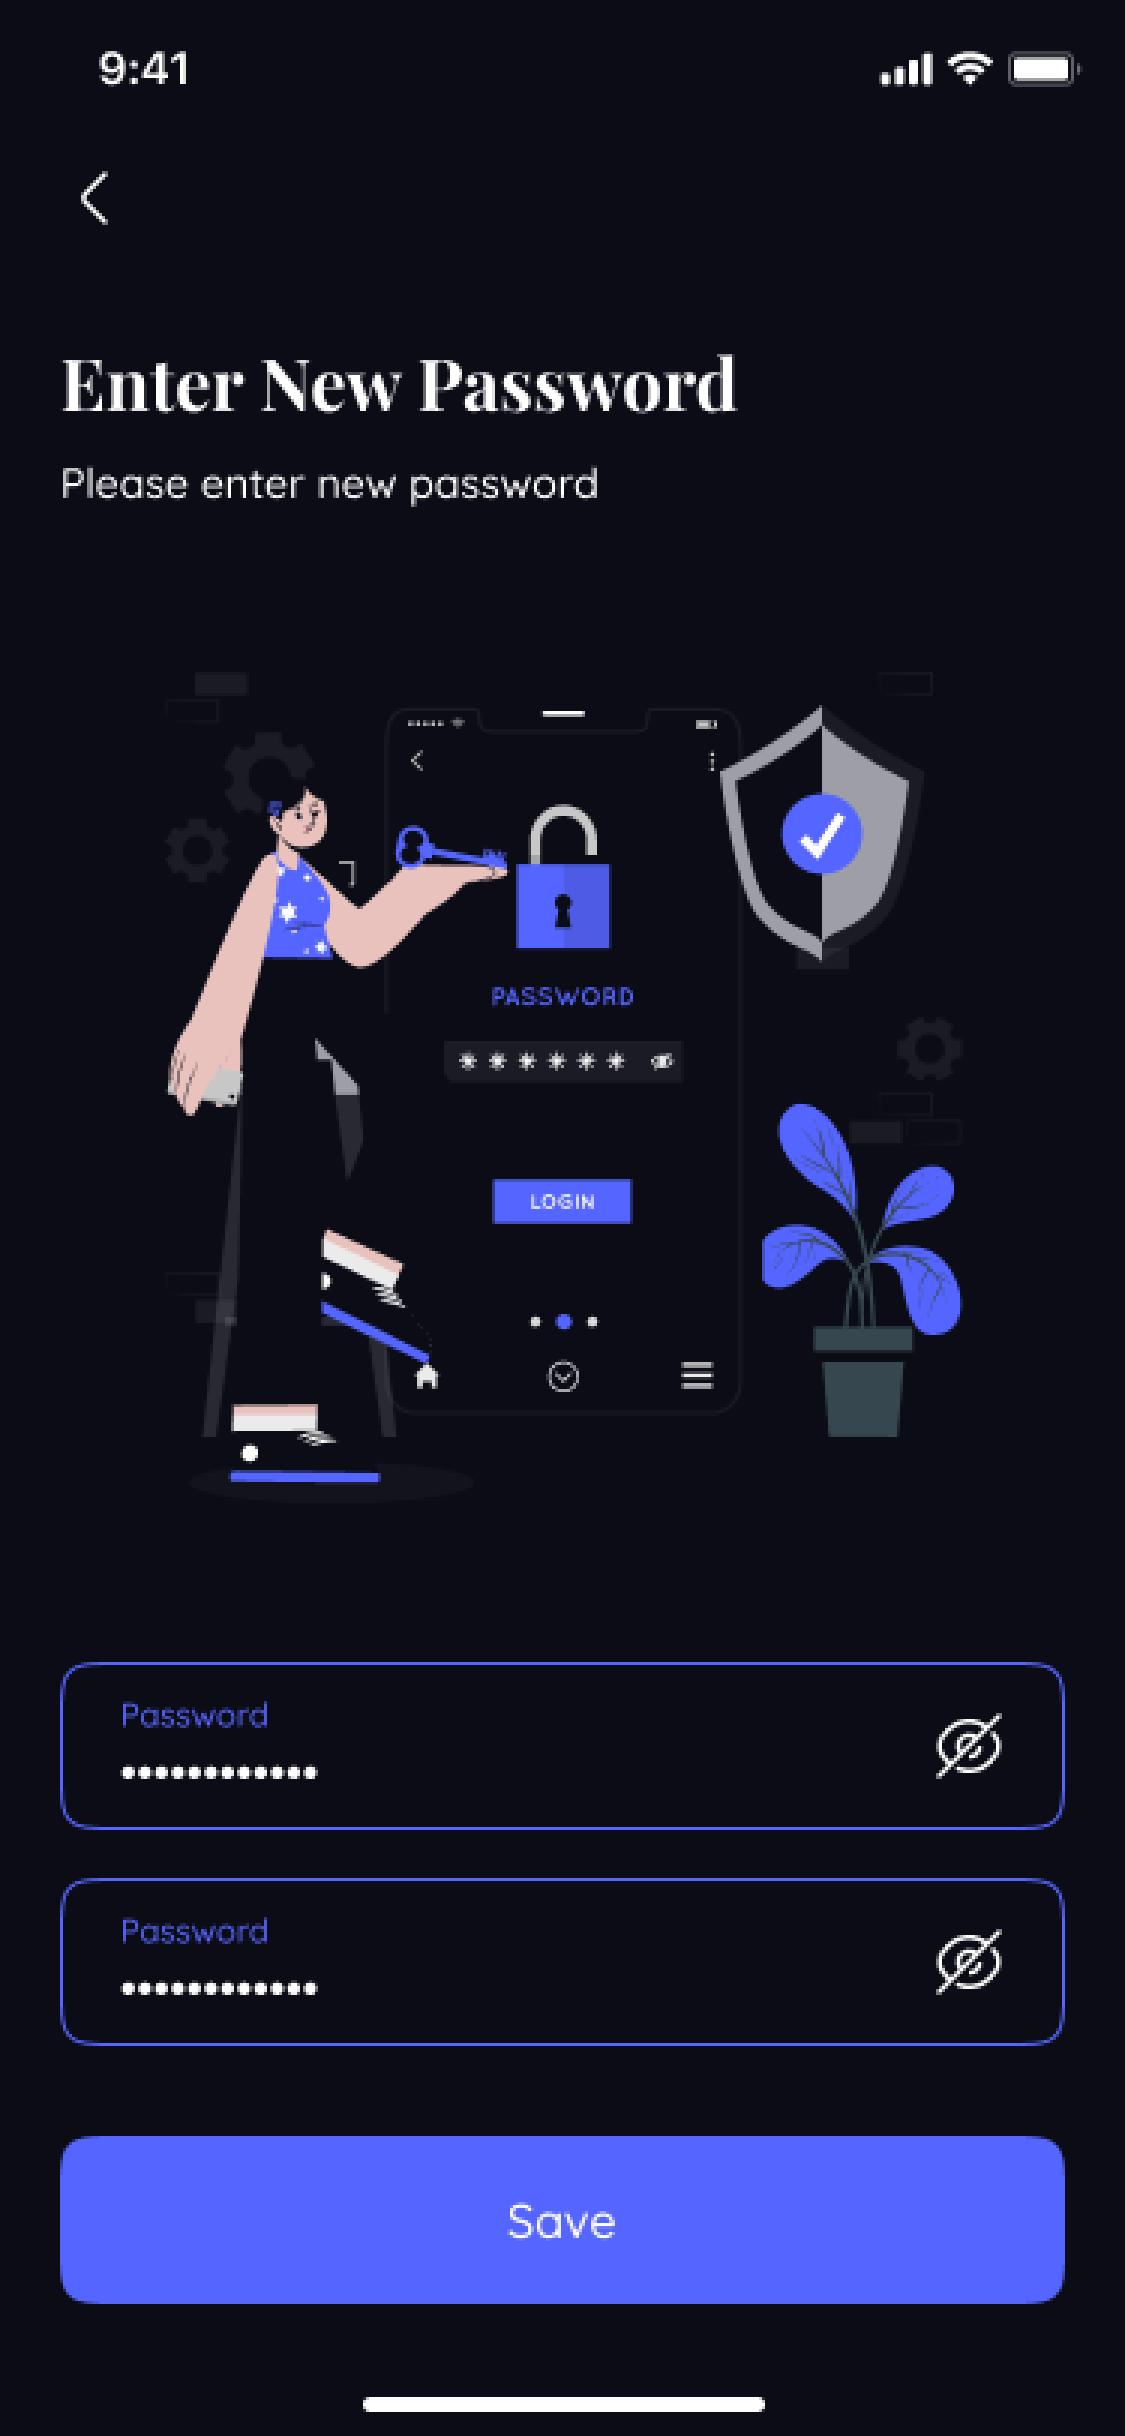 9:41
Enter New Password
Please enter new password
PASSWORD
******
LOGIN
Password
••••••••••••
Password
••••••••••••
Save